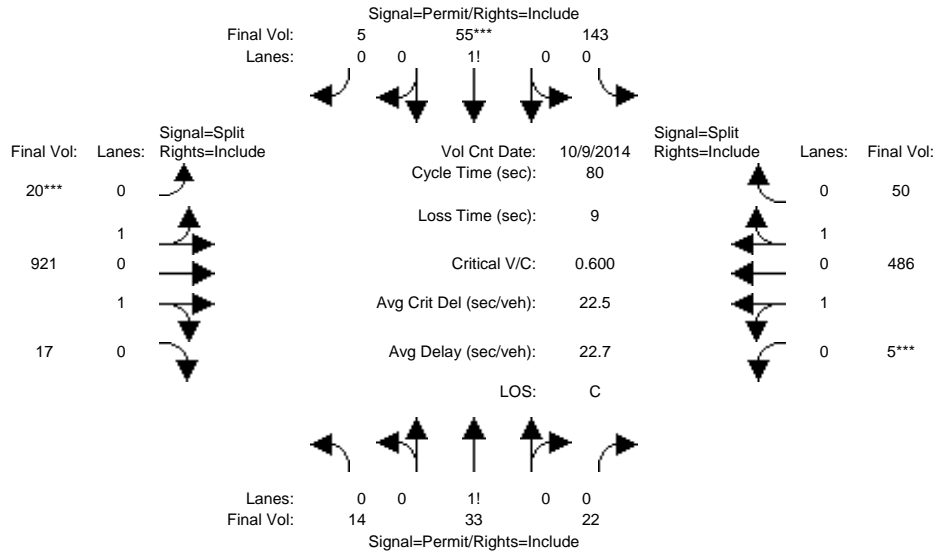 Signal=Permit/Rights=Include
Final Vol: 5 55*** 143
Lanes: 0 0 1! 0 0
Signal=Split
Final Vol: Lanes: Rights=Include
Vol Cnt Date: 10/9/2014
Signal=Split
Rights=Include Lanes: Final Vol:
20*** 0
Cycle Time (sec): 80
0 50
Loss Time (sec): 9
1
1
921 0
Critical V/C: 0.600
0 486
1
Avg Crit Del (sec/veh): 22.5
1
17 0
Avg Delay (sec/veh): 22.7
0 5***
LOS: C
Lanes: 0 0 1! 0 0
Final Vol: 14 33 22
Signal=Permit/Rights=Include